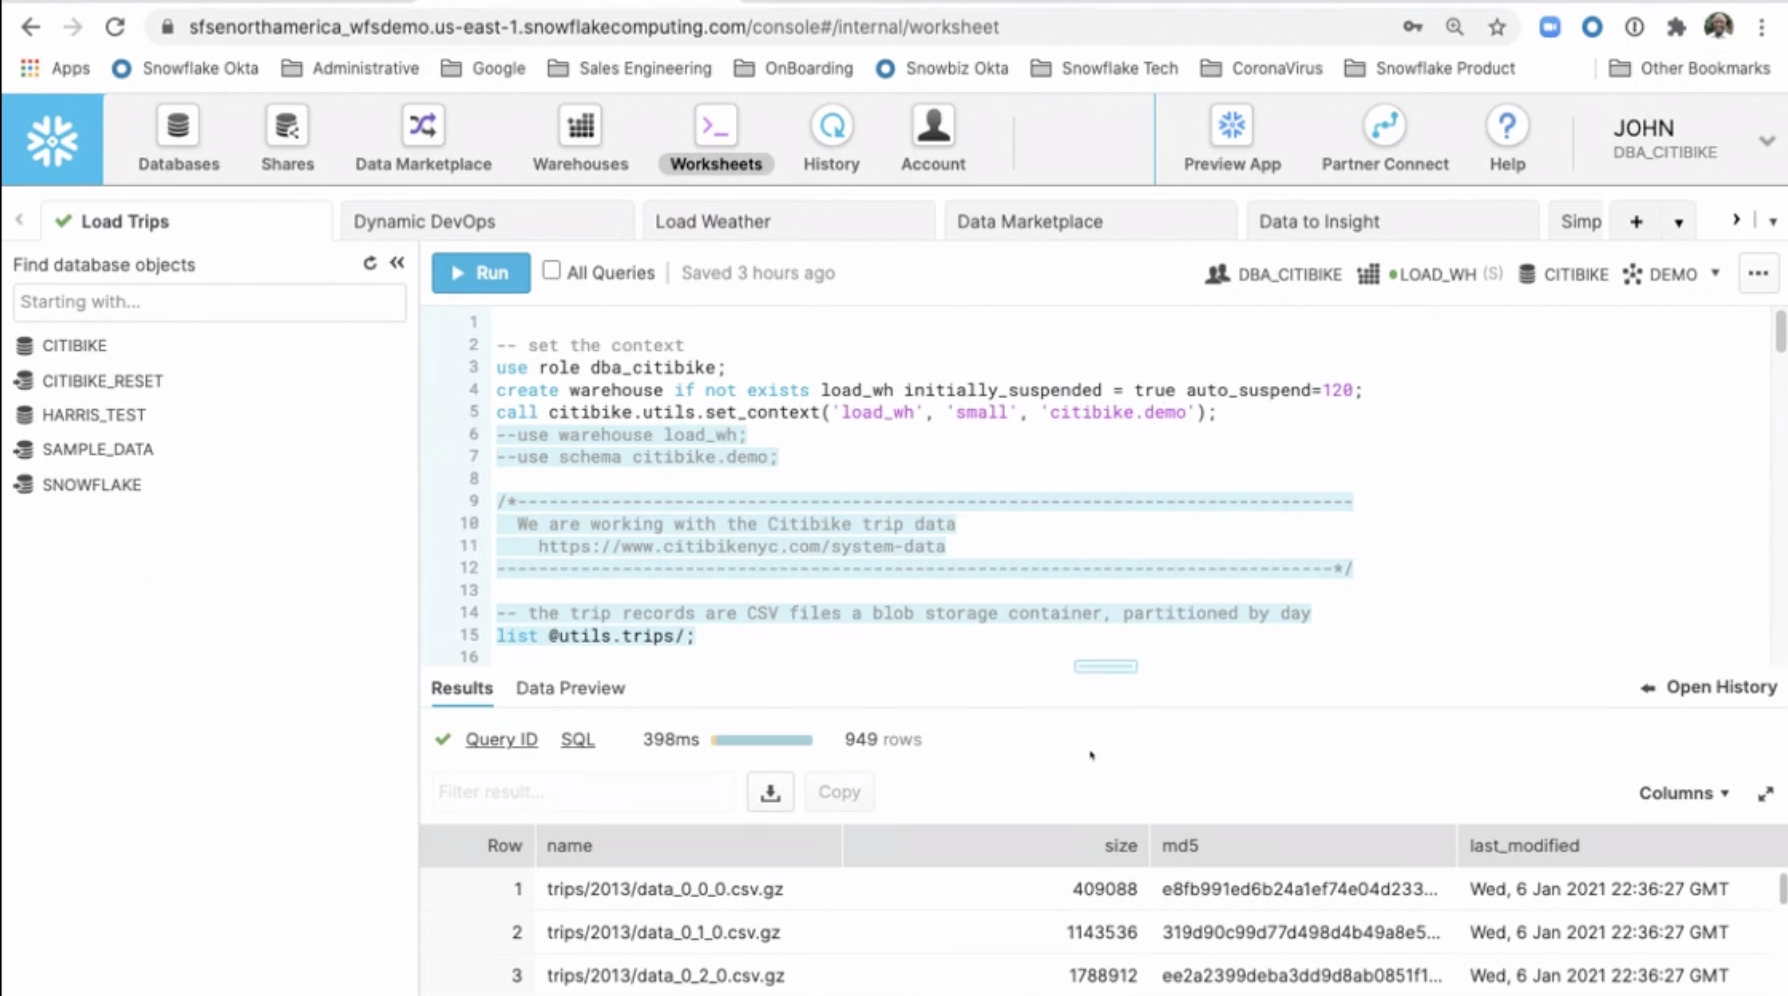 sfsenorthamerica_wfsdemo.us-east-1.snowflakecomputing.com/console#/internal/worksheet
Apps Snowflake Okta Administrative Google Sales Engineering OnBoarding Snowbiz Okta Snowflake Tech CoronaVirus Snowflake Product Other Bookmarks
Databases Shares Data Marketplace Warehouses Worksheets History Account Preview App Partner Connect Help
JOHN
DBA_CITIBIKE
Load Trips Dynamic DevOps Load Weather Data Marketplace Data to Insight Simp
Find database objects
Starting with...
CITIBIKE
CITIBIKE_RESET
HARRIS_TEST
SAMPLE_DATA
SNOWFLAKE
Run All Queries Saved 3 hours ago DBA_CITIBIKE LOAD_WH (S) CITIBIKE DEMO
1
2 -- set the context
3 use role dba_citibike;
4 create warehouse if not exists load_wh initially_suspended = true auto_suspend=120;
5 call citibike.utils.set_context('load_wh', 'small', 'citibike.demo');
6 --use warehouse load_wh;
7 --use schema citibike.demo;
8
9 /*--------------------------------------------------------------------------------
10 We are working with the Citibike trip data
11 https://www.citibikenyc.com/system-data
12 --------------------------------------------------------------------------------*/
13
14 -- the trip records are CSV files a blob storage container, partitioned by day
15 list @utils.trips/;
16
Results Data Preview Open History
Query ID SQL 398ms 949 rows
Filter result... Copy Columns
Row name size md5 last_modified
1 trips/2013/data_0_0_0.csv.gz 409088 e8fb991ed6b24a1ef74e04d233... Wed, 6 Jan 2021 22:36:27 GMT
2 trips/2013/data_0_1_0.csv.gz 1143536 319d90c99d77d498d4b49a8e5... Wed, 6 Jan 2021 22:36:27 GMT
3 trips/2013/data_0_2_0.csv.gz 1788912 ee2a2399deba3dd9d8ab0851f1... Wed, 6 Jan 2021 22:36:27 GMT